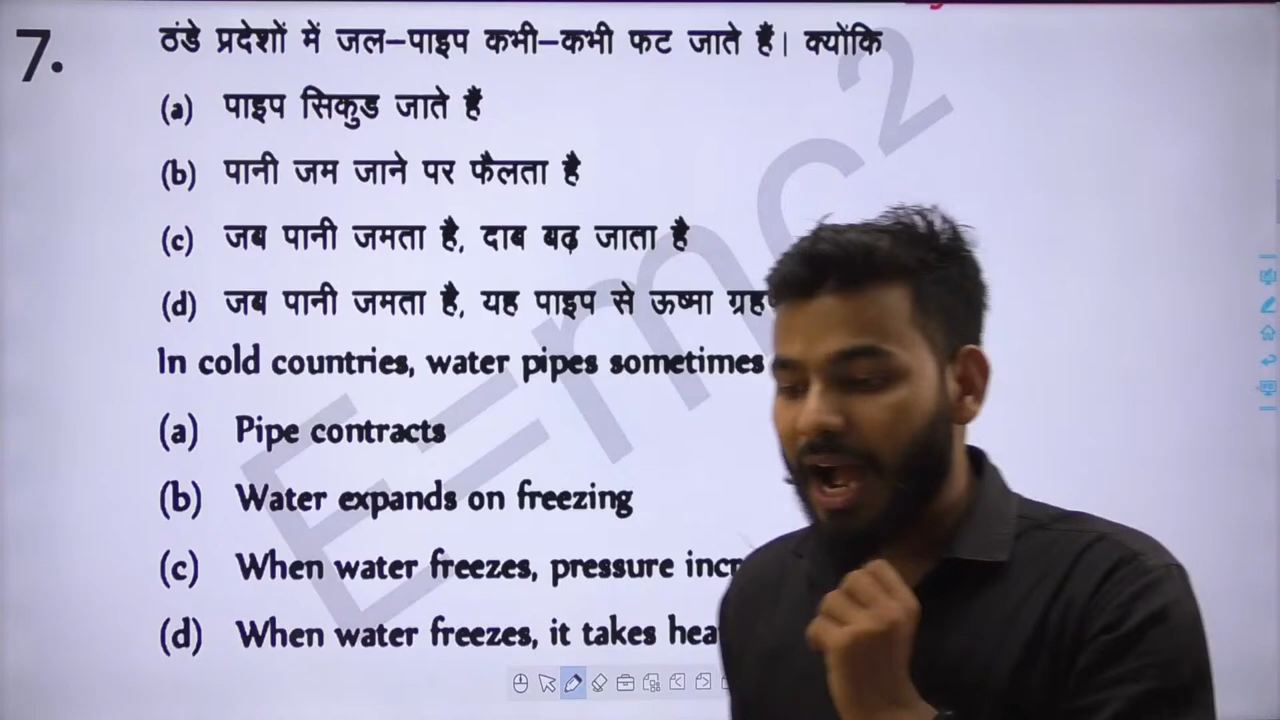 7.
ठंडे प्रदेशों में जल-पाइप कभी-कभी फट जाते हैं। क्योंकि
(a) पाइप सिकुड जाते हैं
(b) पानी जम जाने पर फैलता है
(c) जब पानी जमता है, दाब बढ़ जाता है
(d) जब पानी जमता है, यह पाइप से ऊष्मा
In cold countries, water pipes sometimes
(a) Pipe contracts
(b) Water expands on freezing
(c) When water freezes, pressure
(d) When water freezes, it takes
E=mc²